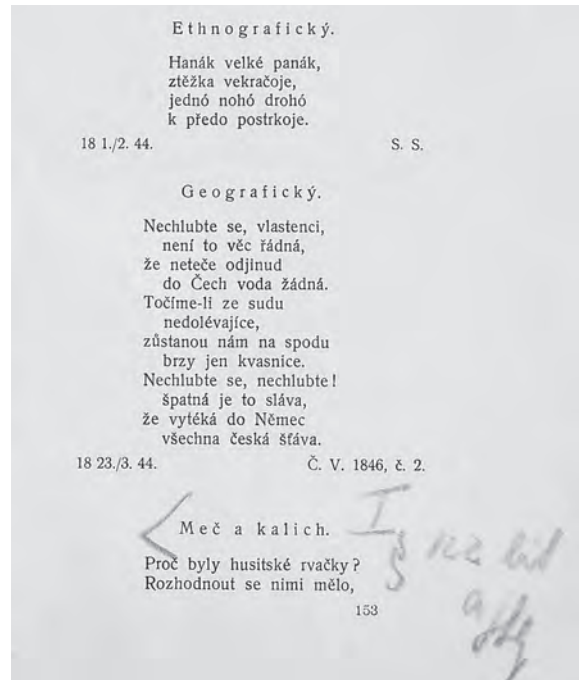 Ethnografický.
Hanák velké panák,
ztěžka vekračoje,
jednó nohó drohó
k předo postrkoje.
18 1./2. 44. S. S.
Geografický.
Nechlubte se, vlastenci,
není to věc řádná,
že neteče odjinud
do Čech voda žádná.
Točíme-li ze sudu
nedolévajíce,
zůstanou nám na spodu
brzy jen kvasnice.
Nechlubte se, nechlubte!
špatná je to sláva,
že vytéká do Němec
všechna česká šťáva.
18 23./3. 44. Č. V. 1846, č. 2.
Meč a kalich.
Proč byly husitské rvačky?
Rozhodnout se nimi mělo,
153